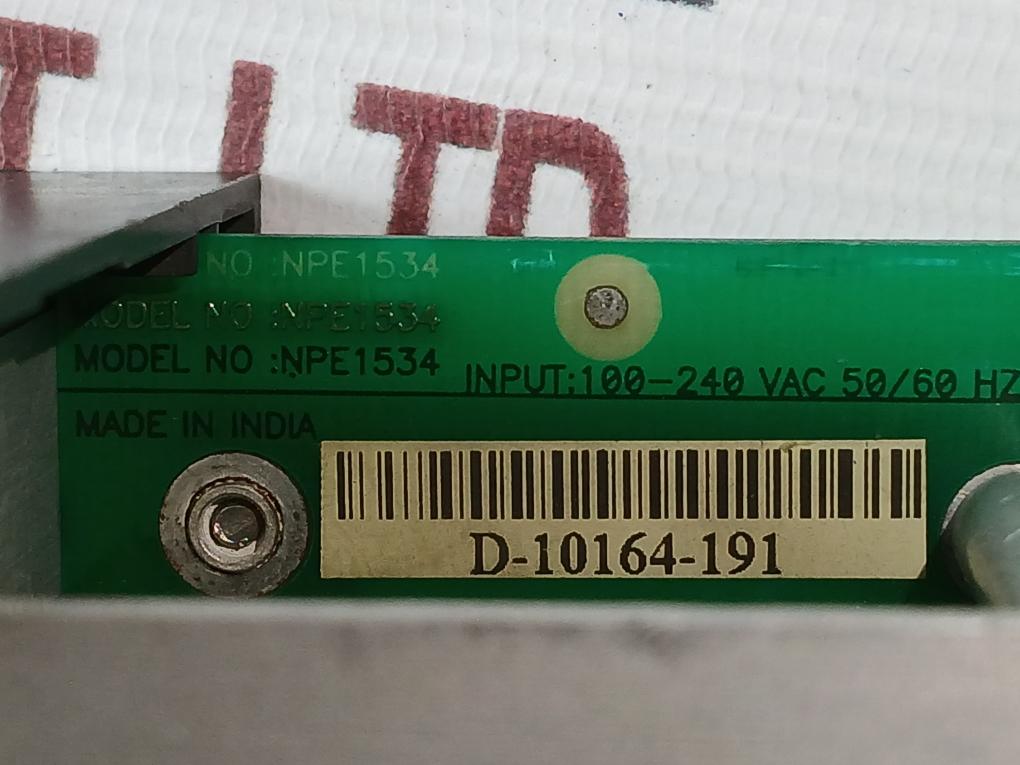 T LTD
NO :NPE1534
MODEL NO :NPE1534
MODEL NO :NPE1534
INPUT:100-240 VAC 50/60 HZ
MADE IN INDIA
D-10164-191